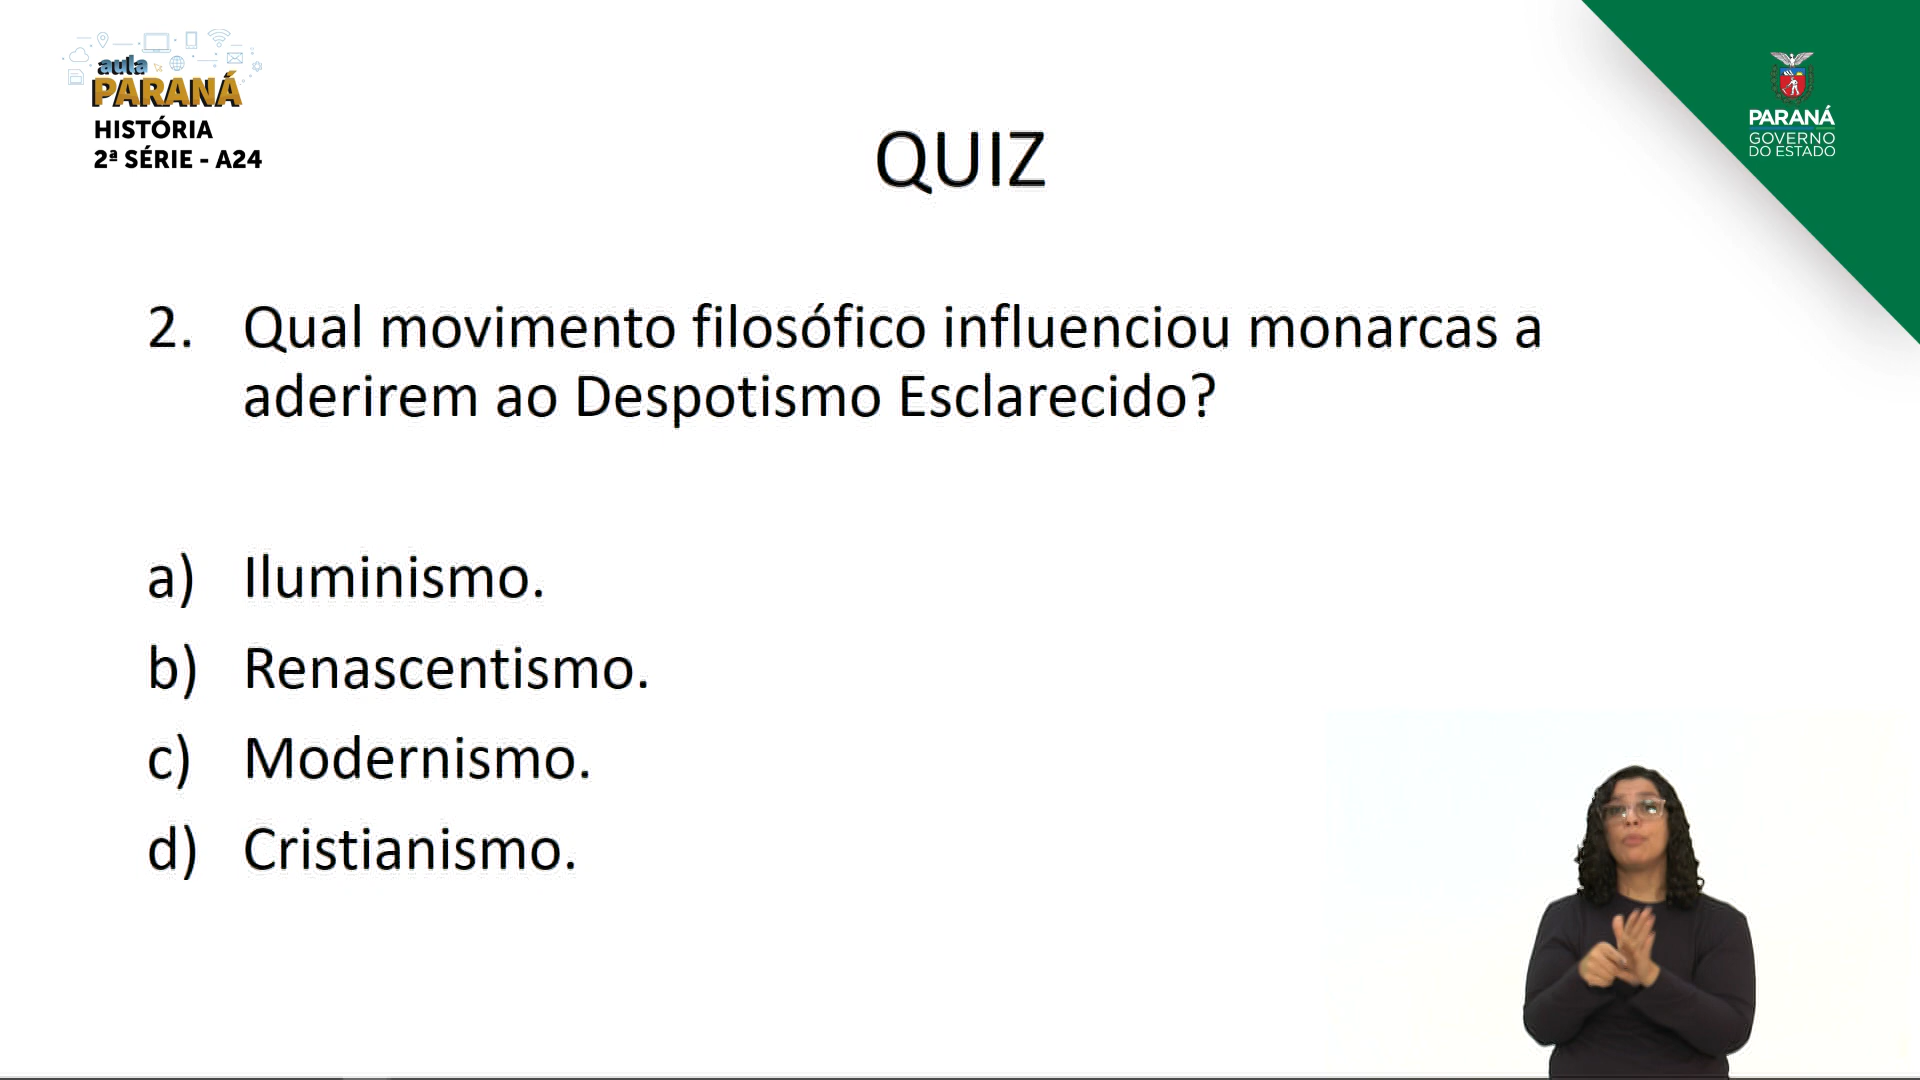 aula
PARANÁ
HISTÓRIA
2ª SÉRIE - A24
PARANÁ
GOVERNO
DO ESTADO
QUIZ
2. Qual movimento filosófico influenciou monarcas a
aderirem ao Despotismo Esclarecido?
a) Iluminismo.
b) Renascentismo.
c) Modernismo.
d) Cristianismo.